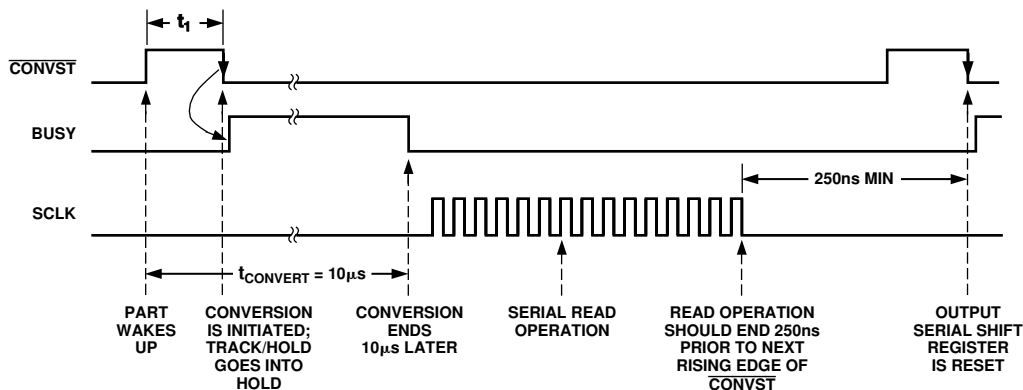 t1
CONVST
BUSY
250ns MIN
SCLK
tCONVERT = 10μs
PART
WAKES
UP
CONVERSION
IS INITIATED;
TRACK/HOLD
GOES INTO
HOLD
CONVERSION
ENDS
10μs LATER
SERIAL READ
OPERATION
READ OPERATION
SHOULD END 250ns
PRIOR TO NEXT
RISING EDGE OF
CONVST
OUTPUT
SERIAL SHIFT
REGISTER
IS RESET